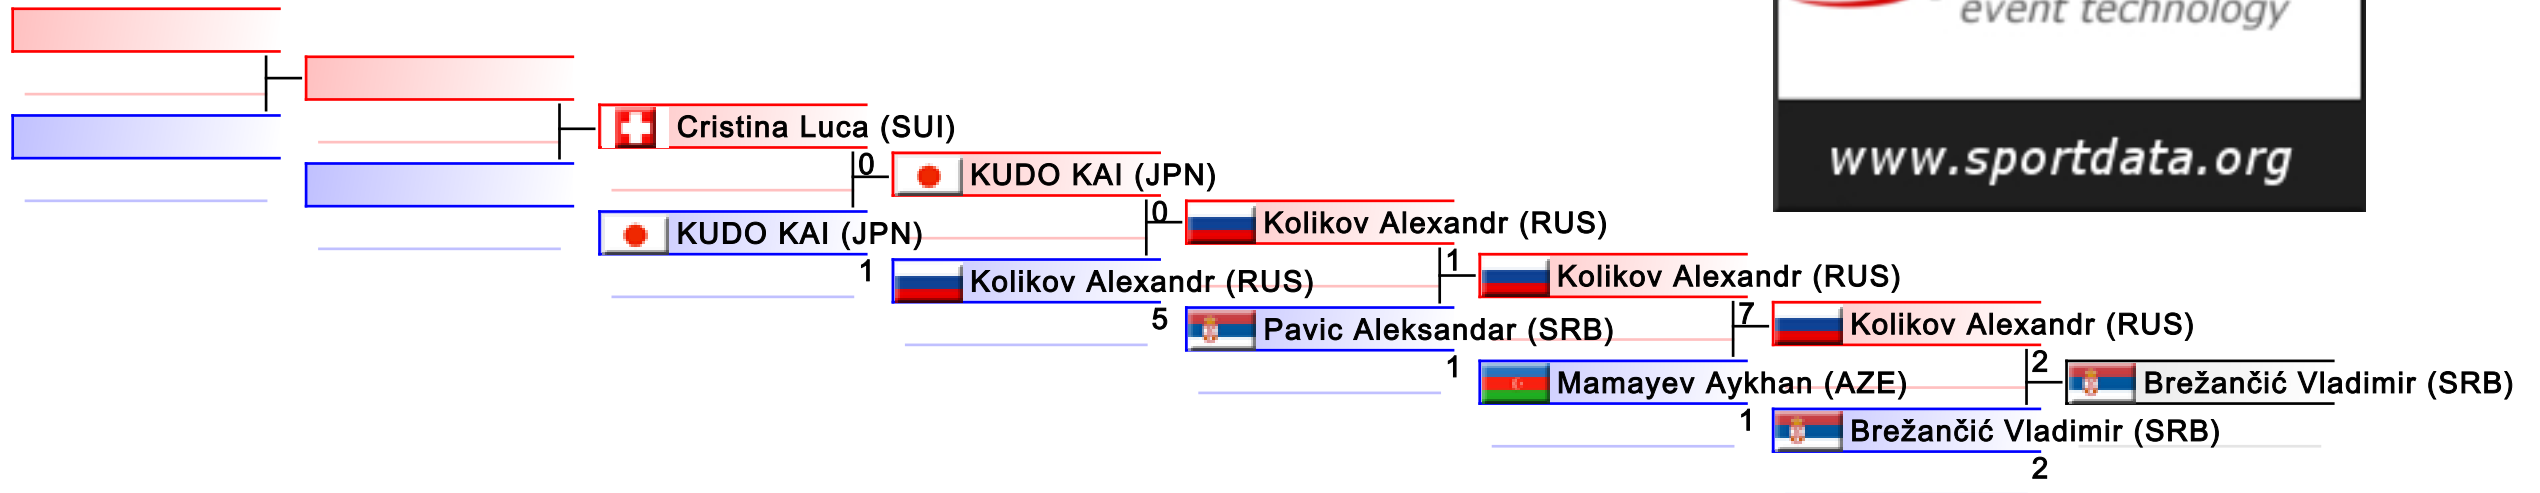 event technology
www.sportdata.org
Cristina Luca (SUI)
0
KUDO KAI (JPN)
KUDO KAI (JPN)
1
0
Kolikov Alexandr (RUS)
Kolikov Alexandr (RUS)
5
1
Kolikov Alexandr (RUS)
Pavic Aleksandar (SRB)
1
7
Kolikov Alexandr (RUS)
Mamayev Aykhan (AZE)
1
2
Brežančić Vladimir (SRB)
Brežančić Vladimir (SRB)
2